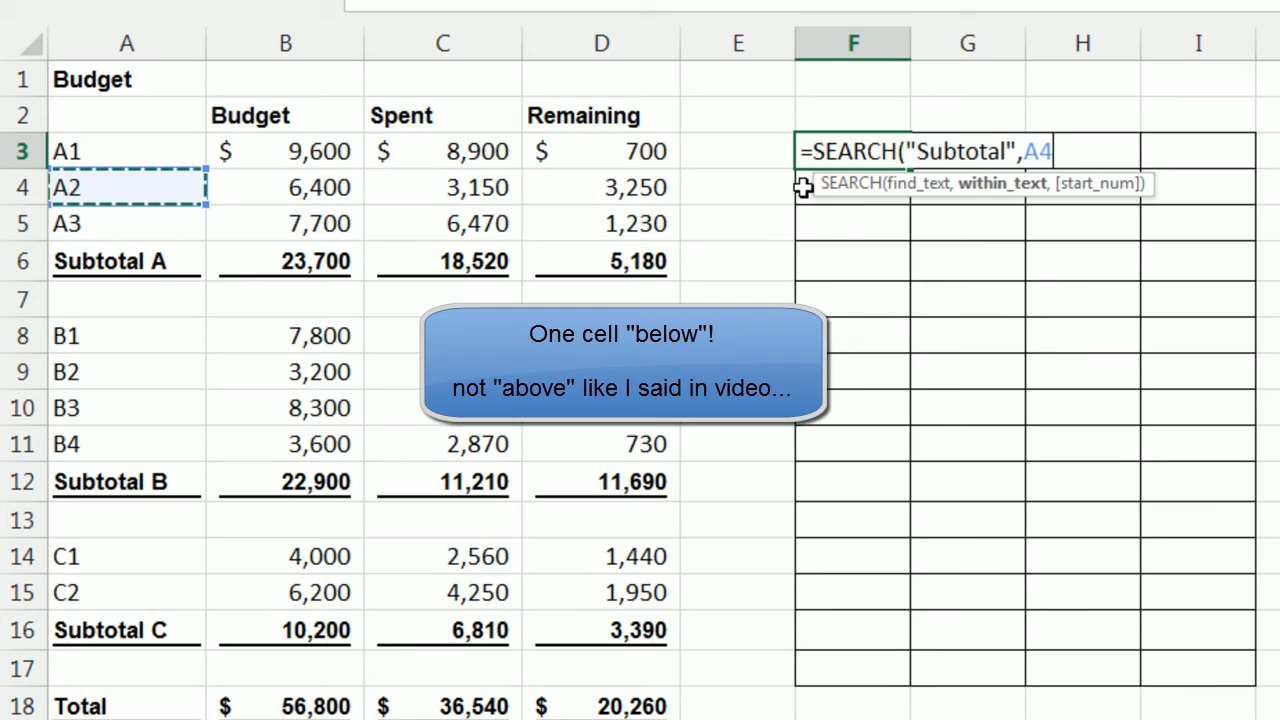 A B C D E F G H I
1 Budget
2 Budget Spent Remaining
3 A1 $ 9,600 $ 8,900 $ 700 =SEARCH("Subtotal",A4
4 A2 6,400 3,150 3,250 SEARCH(find_text, within_text, [start_num])
5 A3 7,700 6,470 1,230
6 Subtotal A 23,700 18,520 5,180
7
One cell "below"!
8 B1 7,800
9 B2 3,200
not "above" like I said in video...
10 B3 8,300
11 B4 3,600 2,870 730
12 Subtotal B 22,900 11,210 11,690
13
14 C1 4,000 2,560 1,440
15 C2 6,200 4,250 1,950
16 Subtotal C 10,200 6,810 3,390
17
18 Total $ 56,800 $ 36,540 $ 20,260